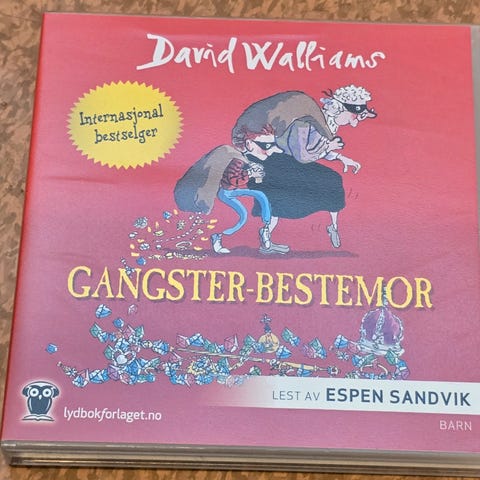 David Walliams
Internasjonal
bestselger
GANGSTER-BESTEMOR
LEST AV ESPEN SANDVIK
BARN
lydbokforlaget.no